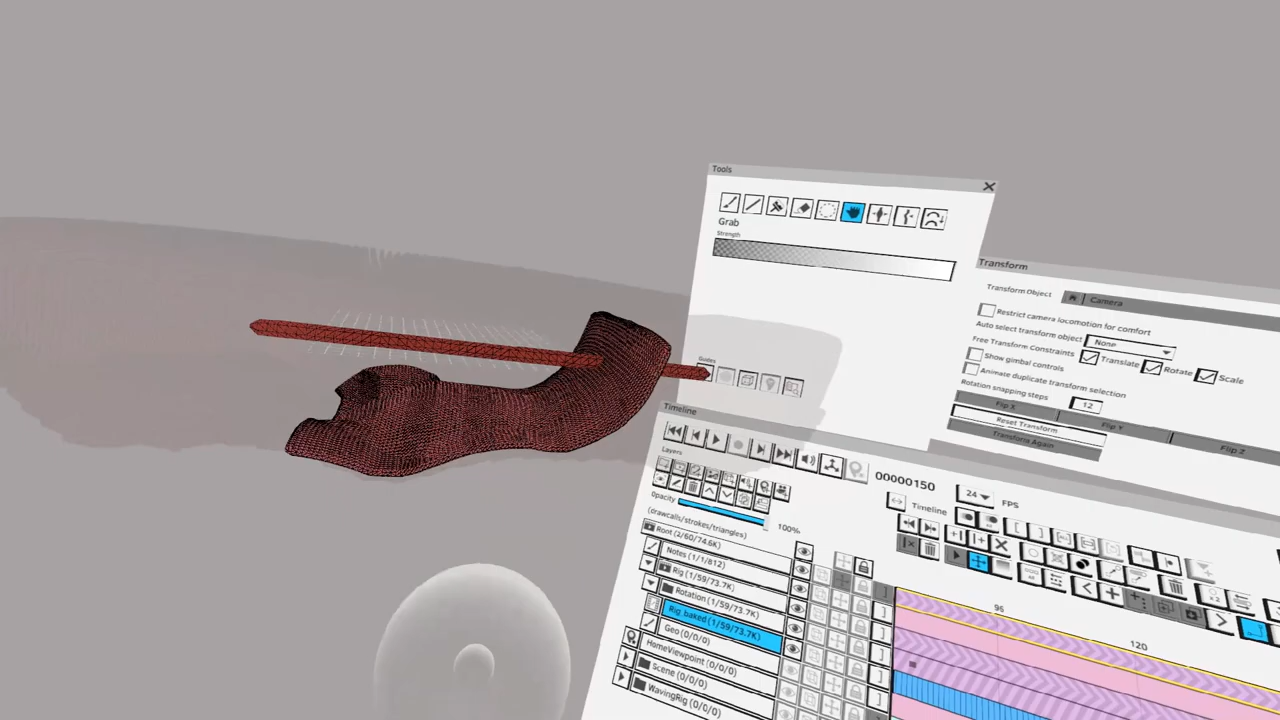 Tools
Grab
Strength
Guides
Transform
Transform Object
Camera
Restrict camera locomotion for comfort
Auto select transform object
None
Free Transform Constraints
Translate
Rotate
Scale
Show gimbal controls
Animate duplicate transform selection
Rotation snapping steps
12
Flip X
Flip Y
Flip Z
Reset Transform
Transform Again
Timeline
Layers
00000150
24
FPS
Opacity
100%
Timeline
(drawcalls/strokes/triangles)
Root (2/60/74.6K)
Notes (1/1/812)
Rig (1/59/73.7K)
Rotation (1/59/73.7K)
Rig_baked (1/59/73.7K)
Geo (0/0/0)
HomeViewpoint (0/0/0)
Scene (0/0/0)
WavingRig (0/0/0)
96
120